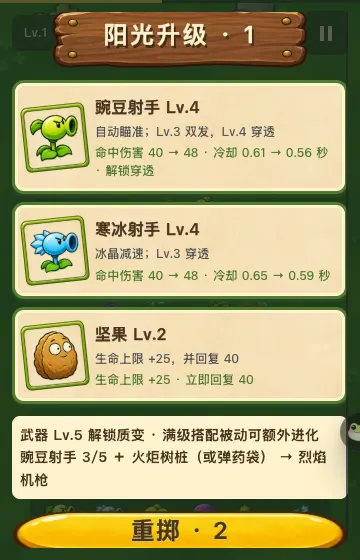 Lv.1
阳光升级 · 1
豌豆射手 Lv.4
自动瞄准；Lv.3 双发，Lv.4 穿透
命中伤害 40 → 48 · 冷却 0.61 → 0.56 秒
· 解锁穿透
寒冰射手 Lv.4
冰晶减速；Lv.3 穿透
命中伤害 40 → 48 · 冷却 0.65 → 0.59 秒
坚果 Lv.2
生命上限 +25，并回复 40
生命上限 +25 · 立即回复 40
武器 Lv.5 解锁质变 · 满级搭配被动可额外进化
豌豆射手 3/5 + 火炬树桩（或弹药袋） → 烈焰
机枪
重掷 · 2